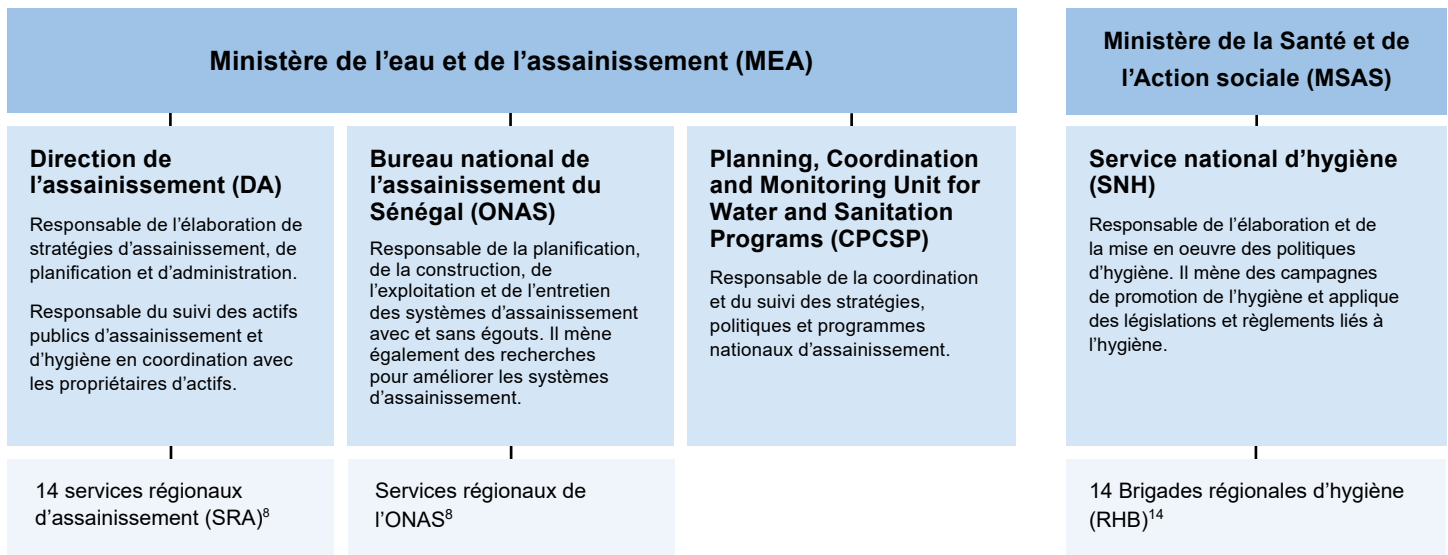 Ministère de l'eau et de l'assainissement (MEA)
Direction de
l'assainissement (DA)
Responsable de l'élaboration de
stratégies d'assainissement, de
planification et d'administration.
Responsable du suivi des actifs
publics d'assainissement et
d'hygiène en coordination avec
les propriétaires d'actifs.
14 services régionaux
d'assainissement (SRA)⁸
Bureau national de
l'assainissement du
Sénégal (ONAS)
Responsable de la planification,
de la construction, de
l'exploitation et de l'entretien
des systèmes d'assainissement
avec et sans égouts. Il mène
également des recherches
pour améliorer les systèmes
d'assainissement.
Services régionaux de
l'ONAS⁸
Planning, Coordination
and Monitoring Unit for
Water and Sanitation
Programs (CPCSP)
Responsable de la coordination
et du suivi des stratégies,
politiques et programmes
nationaux d'assainissement.
Ministère de la Santé et de
l'Action sociale (MSAS)
Service national d'hygiène
(SNH)
Responsable de l'élaboration et de
la mise en oeuvre des politiques
d'hygiène. Il mène des campagnes
de promotion de l'hygiène et applique
des législations et règlements liés à
l'hygiène.
14 Brigades régionales d'hygiène
(RHB)¹⁴